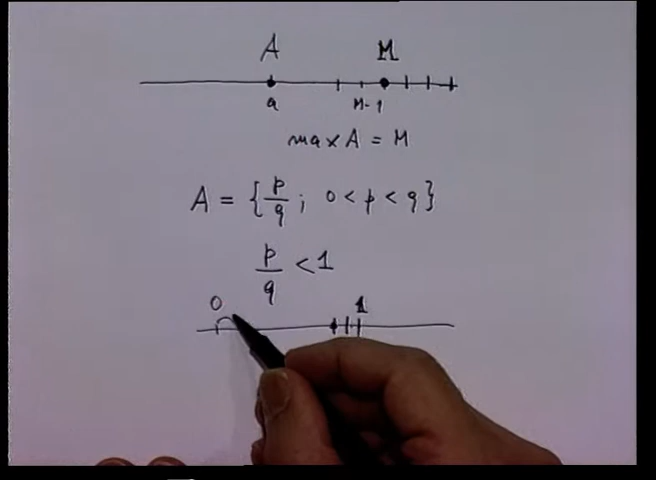 A M
a M-1
max A = M
A = { p/q ; 0 < p < q }
p/q < 1
0 1